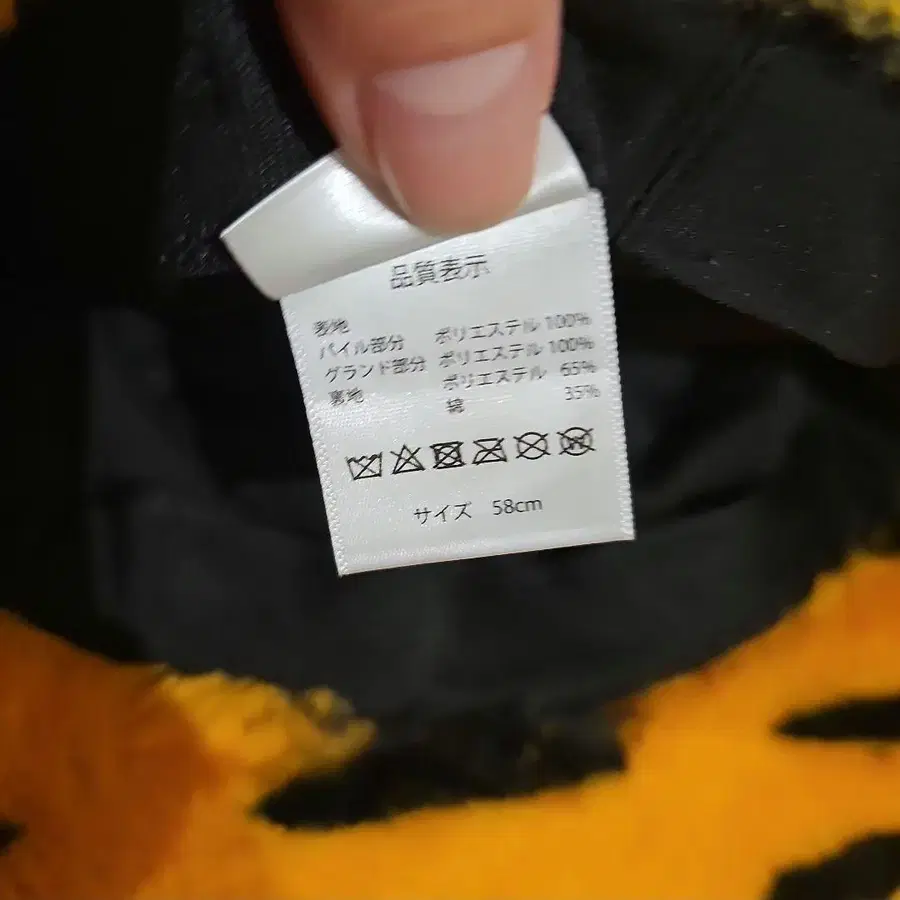 品質表示
表地
パイル部分 ポリエステル 100%
グランド部分 ポリエステル 100%
裏地 ポリエステル 65%
綿 35%
サイズ 58cm